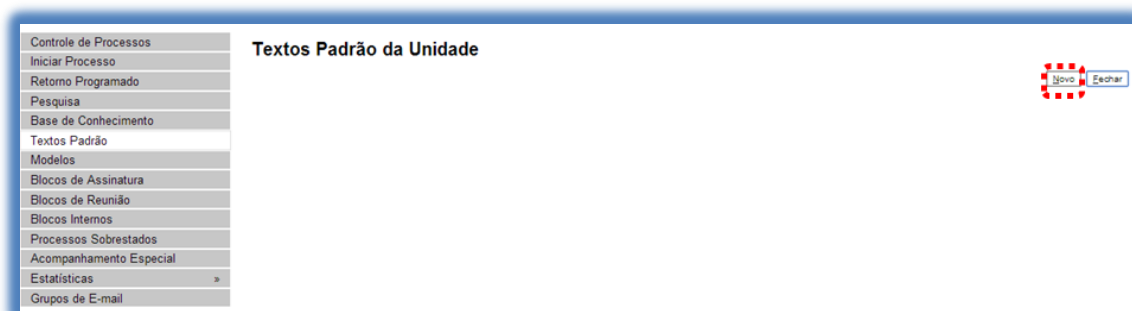 Controle de Processos
Iniciar Processo
Retorno Programado
Pesquisa
Base de Conhecimento
Textos Padrão
Modelos
Blocos de Assinatura
Blocos de Reunião
Blocos Internos
Processos Sobrestados
Acompanhamento Especial
Estatísticas »
Grupos de E-mail
Textos Padrão da Unidade
Novo Fechar